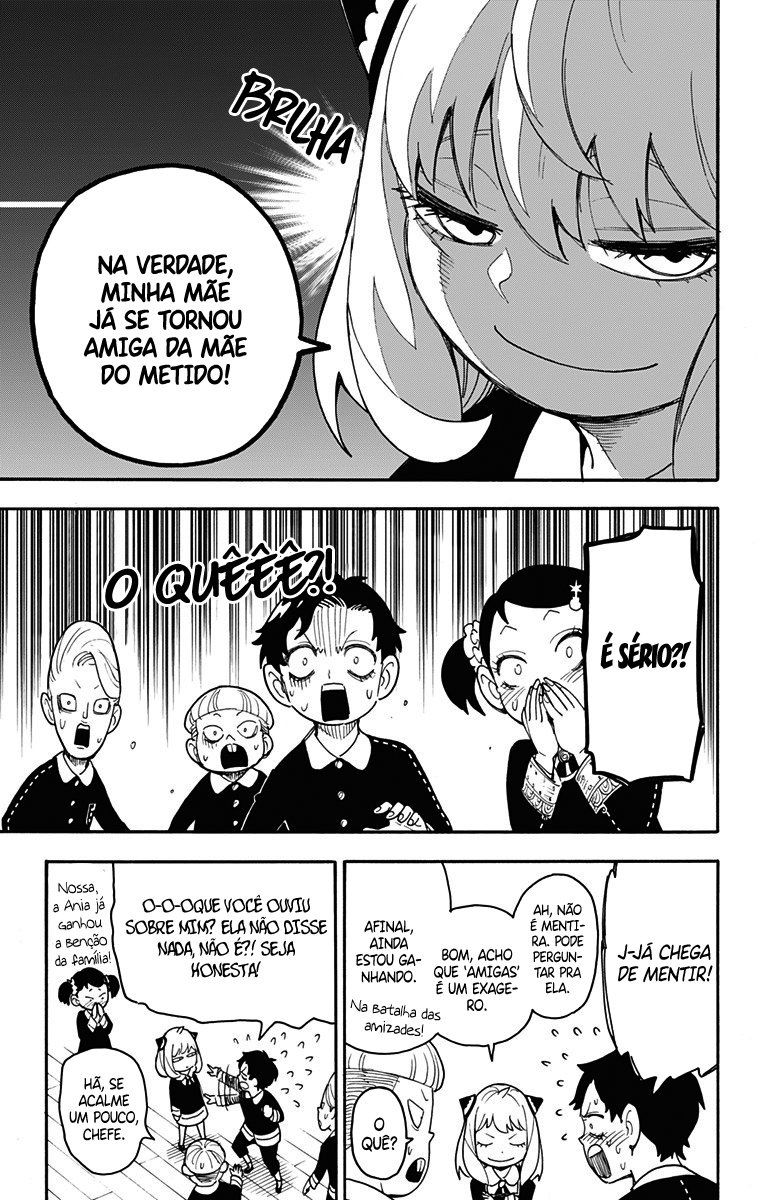 BRILHA
NA VERDADE,
MINHA MÃE
JÁ SE TORNOU
AMIGA DA MÃE
DO METIDO!
É SÉRIO?!
O QUÊÊÊ?!
J-JÁ CHEGA
DE MENTIR!
AH, NÃO
É MENTI-
RA. PODE
PERGUN-
TAR PRA
ELA.
BOM, ACHO
QUE 'AMIGAS'
É UM EXAGE-
RO.
AFINAL,
AINDA
ESTOU GA-
NHANDO.
Na Batalha das
amizades!
O
QUÊ?
O-O-OQUE VOCÊ OUVIU
SOBRE MIM? ELA NÃO DISSE
NADA, NÃO É?! SEJA
HONESTA!
Nossa,
a Ania já
ganhou
a Benção
da família!
HÃ, SE
ACALME
UM POUCO,
CHEFE.